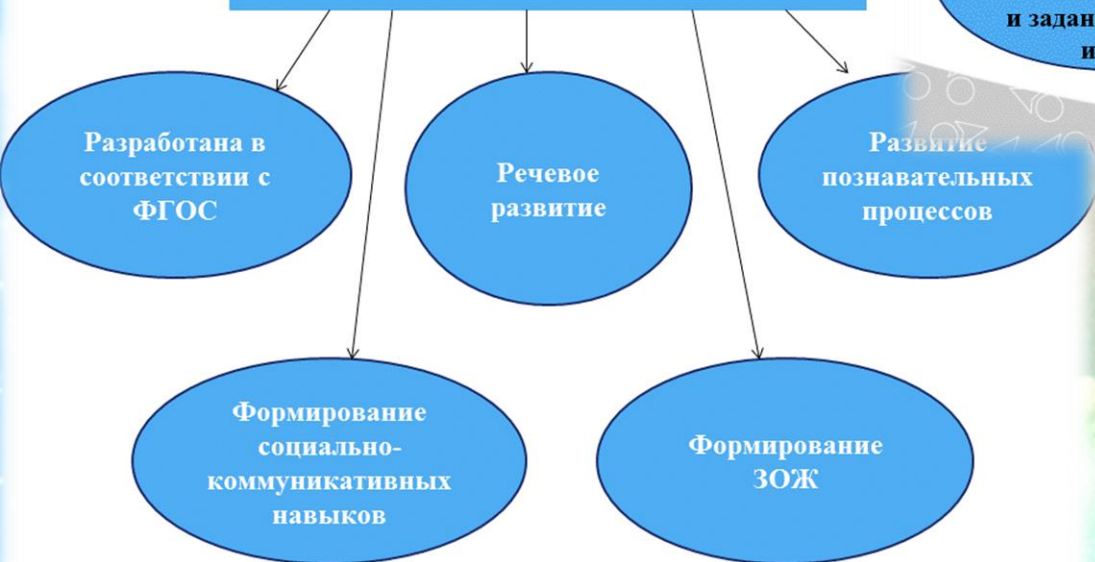 и задан
и
Разработана в
соответствии с
ФГОС
Речевое
развитие
Развитие
познавательных
процессов
Формирование
социально-
коммуникативных
навыков
Формирование
ЗОЖ